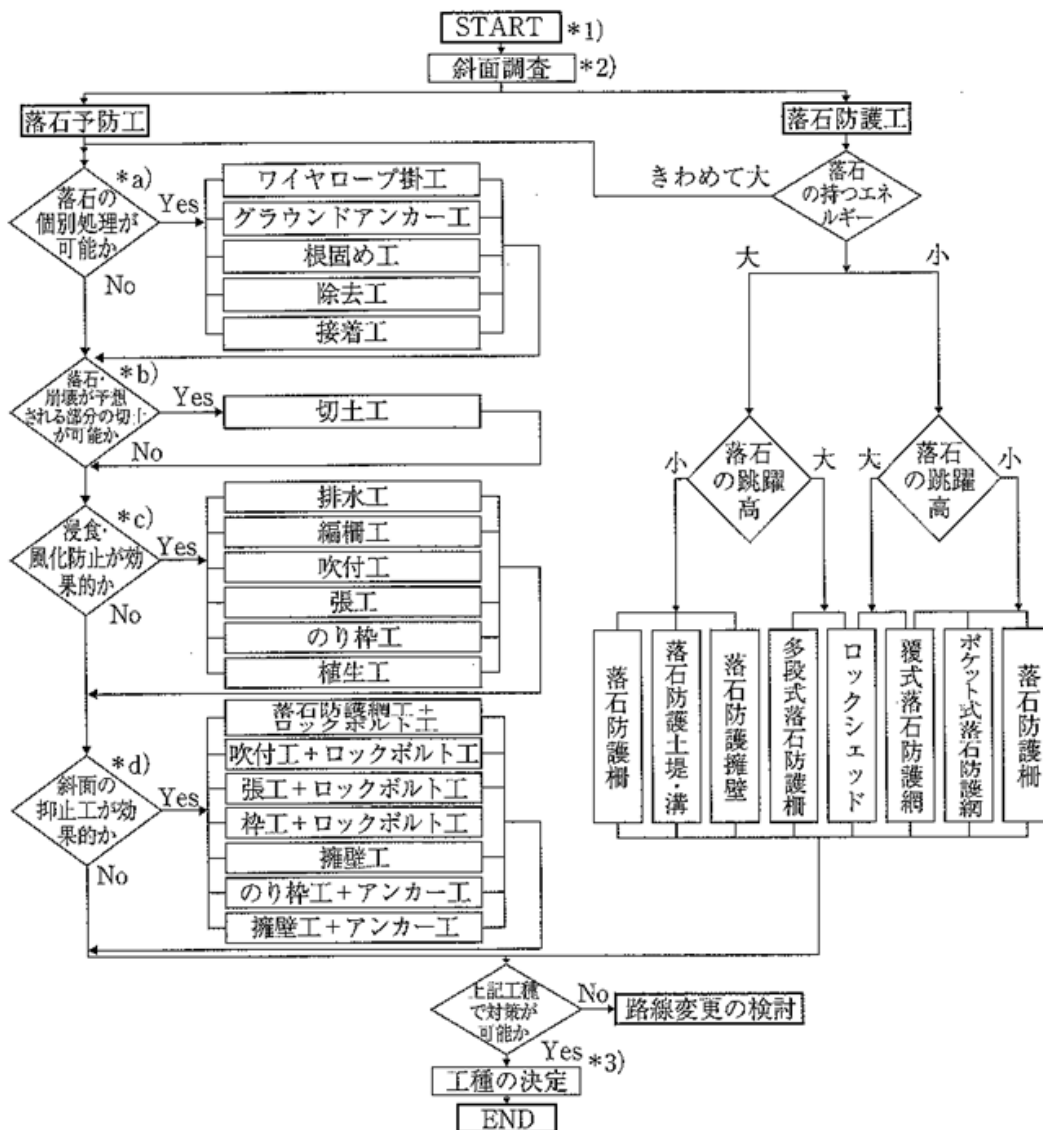 START *1)
斜面調査 *2)
落石予防工
落石防護工
*a)
落石の
個別処理が
可能か
Yes
No
ワイヤロープ掛工
グラウンドアンカー工
根固め工
除去工
接着工
きわめて大
落石
の持つエネ
ルギー
大
小
*b)
落石・
崩壊が予想
される部分の切土
が可能か
Yes
No
切土工
小
落石
の跳躍
高
大
大
落石
の跳躍
高
小
*c)
浸食・
風化防止が効
果的か
Yes
No
排水工
編柵工
吹付工
張工
のり枠工
植生工
落石防護柵
落石防護土堤・溝
落石防護擁壁
多段式落石防護柵
ロックシェッド
覆式落石防護網
ポケット式落石防護網
落石防護柵
*d)
斜面の
抑止工が効
果的か
Yes
No
落石防護網工+
ロックボルト工
吹付工+ロックボルト工
張工+ロックボルト工
枠工+ロックボルト工
擁壁工
のり枠工+アンカー工
擁壁工+アンカー工
上記工種
で対策が
可能か
No
路線変更の検討
Yes *3)
工種の決定
END